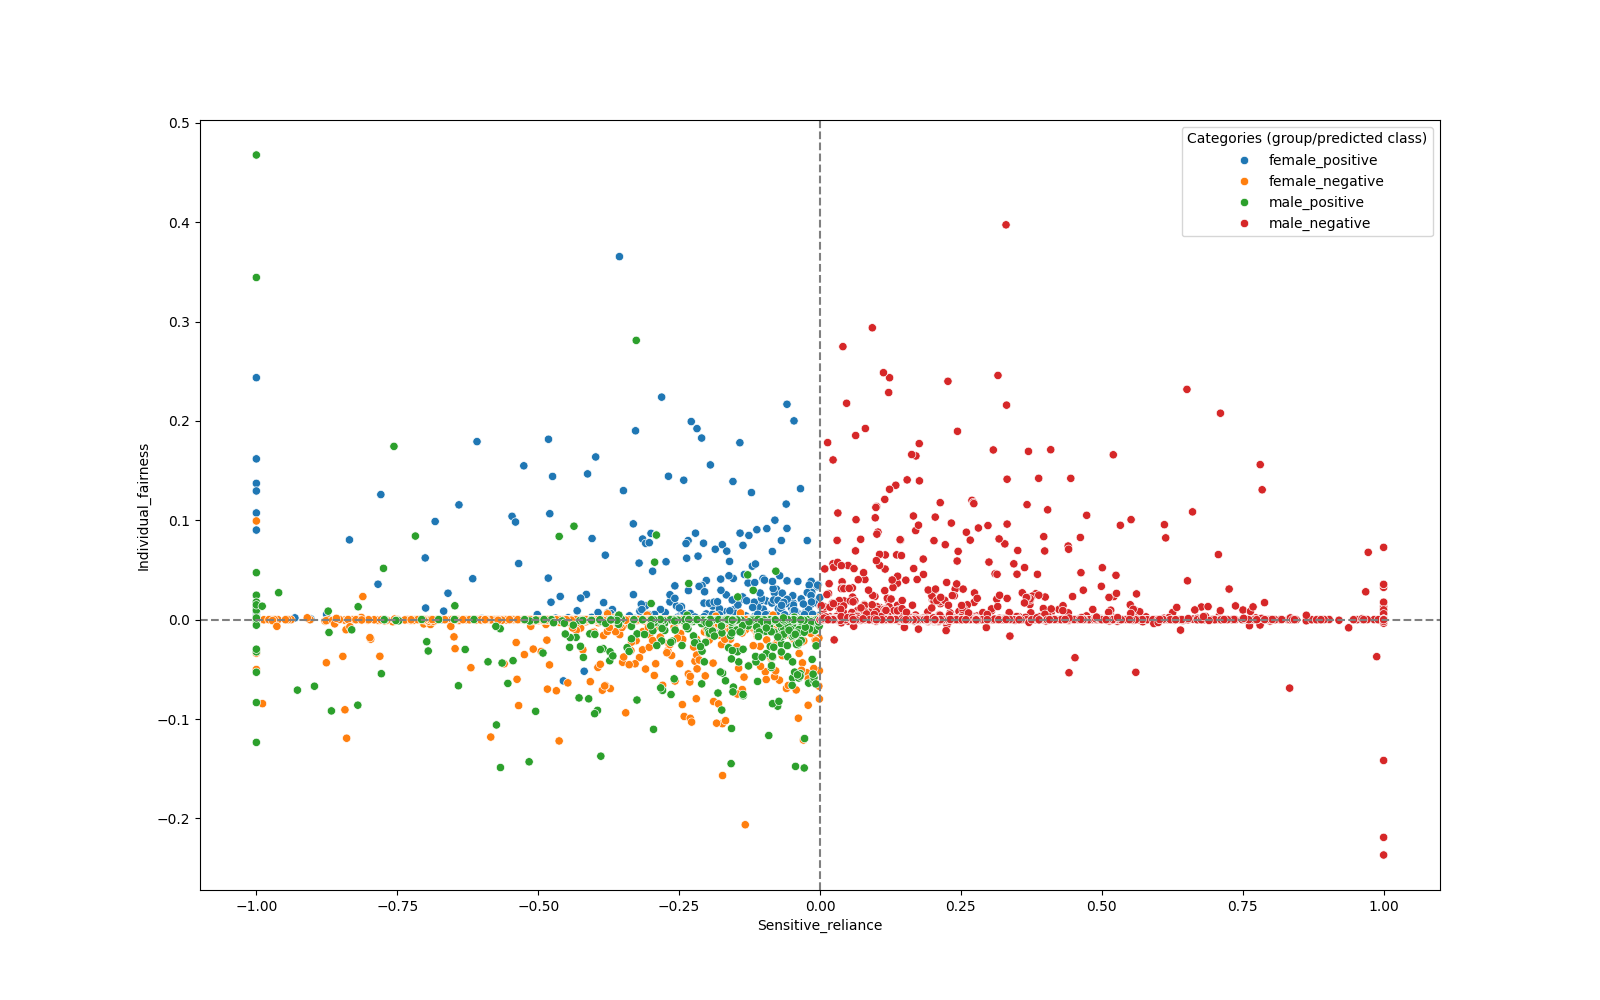 Categories (group/predicted class)
female_positive
female_negative
male_positive
male_negative
0.5
0.4
0.3
0.2
0.1
0.0
−0.1
−0.2
Individual_fairness
−1.00
−0.75
−0.50
−0.25
0.00
0.25
0.50
0.75
1.00
Sensitive_reliance